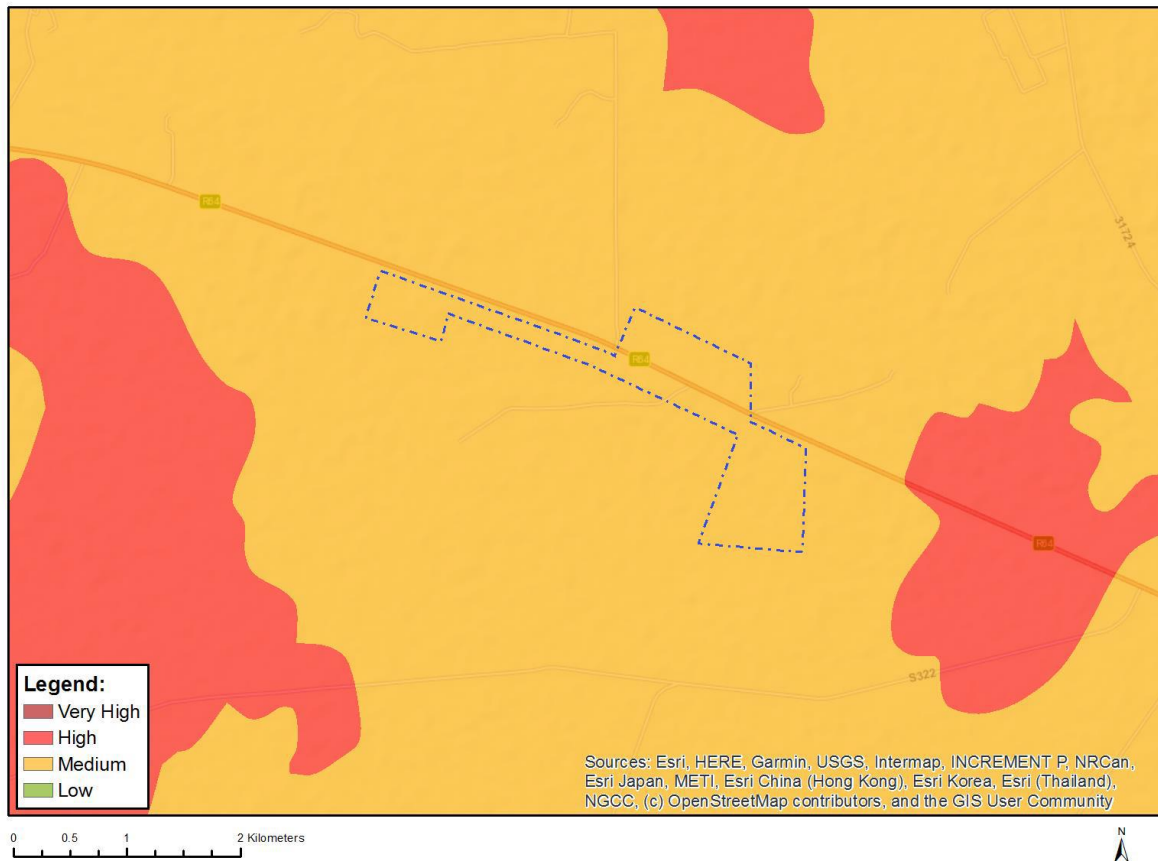 R64
31724
R64
R64
S322
Legend:
Very High
High
Medium
Low
Sources: Esri, HERE, Garmin, USGS, Intermap, INCREMENT P, NRCan,
Esri Japan, METI, Esri China (Hong Kong), Esri Korea, Esri (Thailand),
NGCC, (c) OpenStreetMap contributors, and the GIS User Community
0 0.5 1 2 Kilometers
N